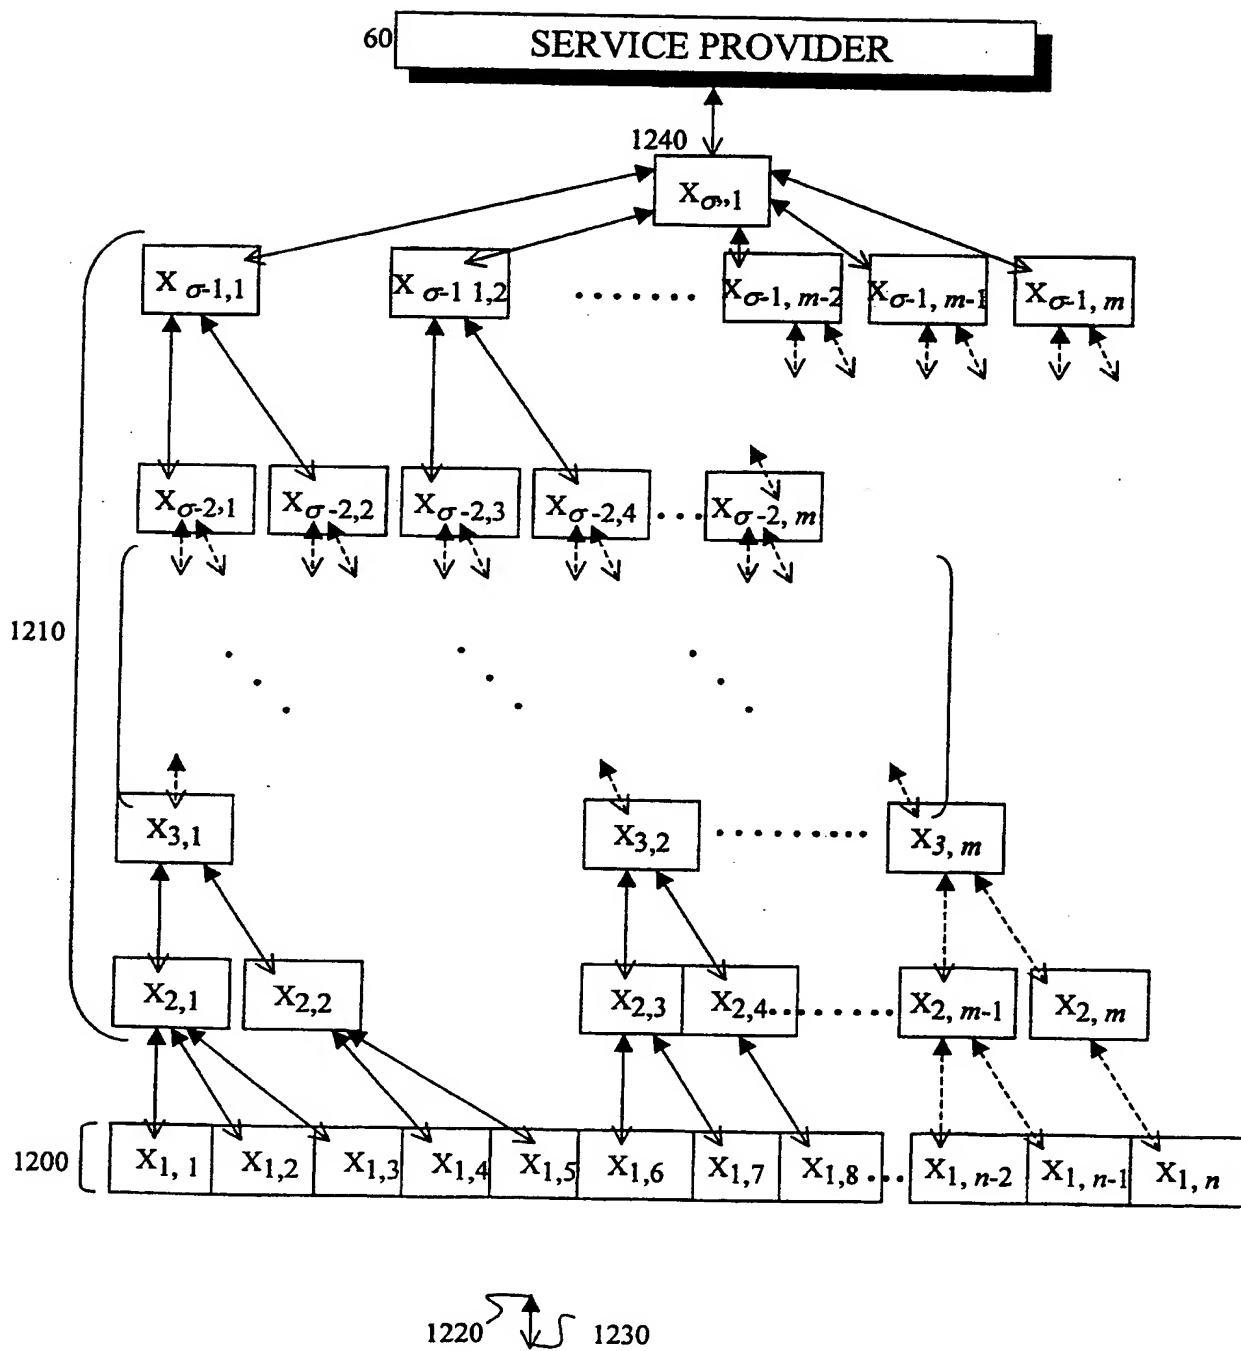 60 SERVICE PROVIDER
1240
Xσ,,1
X σ-1,1
X σ-1 1,2
.......
Xσ-1, m-2
Xσ-1, m-1
Xσ-1, m
Xσ-2,1
Xσ-2,2
Xσ-2,3
Xσ-2,4
...
Xσ-2, m
1210
X3,1
X3,2
.........
X3, m
X2,1
X2,2
X2,3
X2,4
........
X2, m-1
X2, m
1200
X1, 1
X1,2
X1,3
X1,4
X1,5
X1,6
X1,7
X1,8
...
X1, n-2
X1, n-1
X1, n
1220
1230